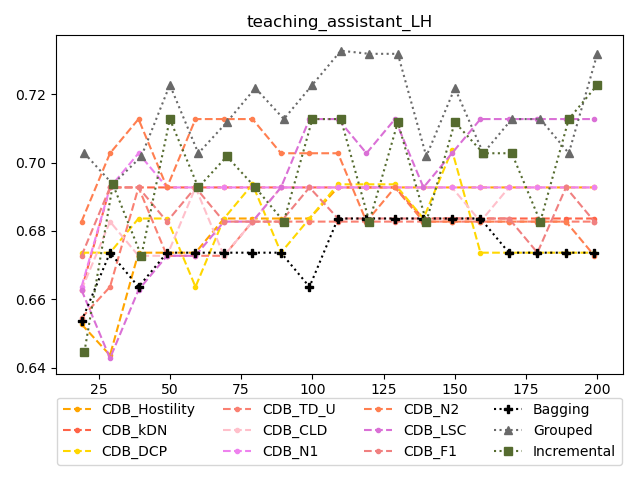 teaching_assistant_LH
0.72
0.70
0.68
0.66
0.64
25 50 75 100 125 150 175 200
CDB_Hostility CDB_TD_U CDB_N2 Bagging
CDB_kDN CDB_CLD CDB_LSC Grouped
CDB_DCP CDB_N1 CDB_F1 Incremental